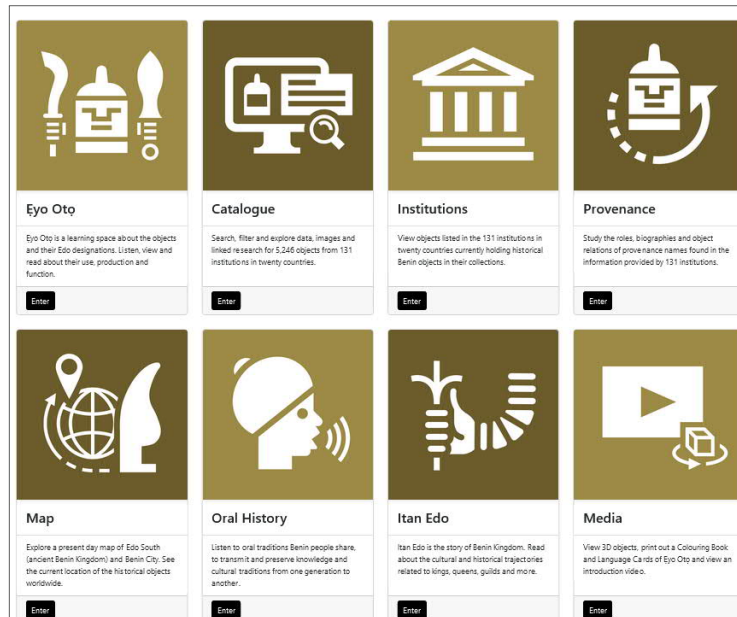 Ẹyo Otọ
Ẹyo Otọ is a learning space about the objects
and their Edo designations. Listen, view and
read about their use, production and
function.
Enter
Catalogue
Search, filter and explore data, images and
linked research for 5,246 objects from 131
institutions in twenty countries.
Enter
Institutions
View objects listed in the 131 institutions in
twenty countries currently holding historical
Benin objects in their collections.
Enter
Provenance
Study the roles, biographies and object
relations of provenance names found in the
information provided by 131 institutions.
Enter
Map
Explore a present day map of Edo South
(ancient Benin Kingdom) and Benin City. See
the current location of the historical objects
worldwide.
Enter
Oral History
Listen to oral traditions Benin people share,
to transmit and preserve knowledge and
cultural traditions from one generation to
another.
Enter
Itan Edo
Itan Edo is the story of Benin Kingdom. Read
about the cultural and historical trajectories
related to kings, queens, guilds and more.
Enter
Media
View 3D objects, print out a Colouring Book
and Language Cards of Ẹyo Otọ and view an
introduction video.
Enter